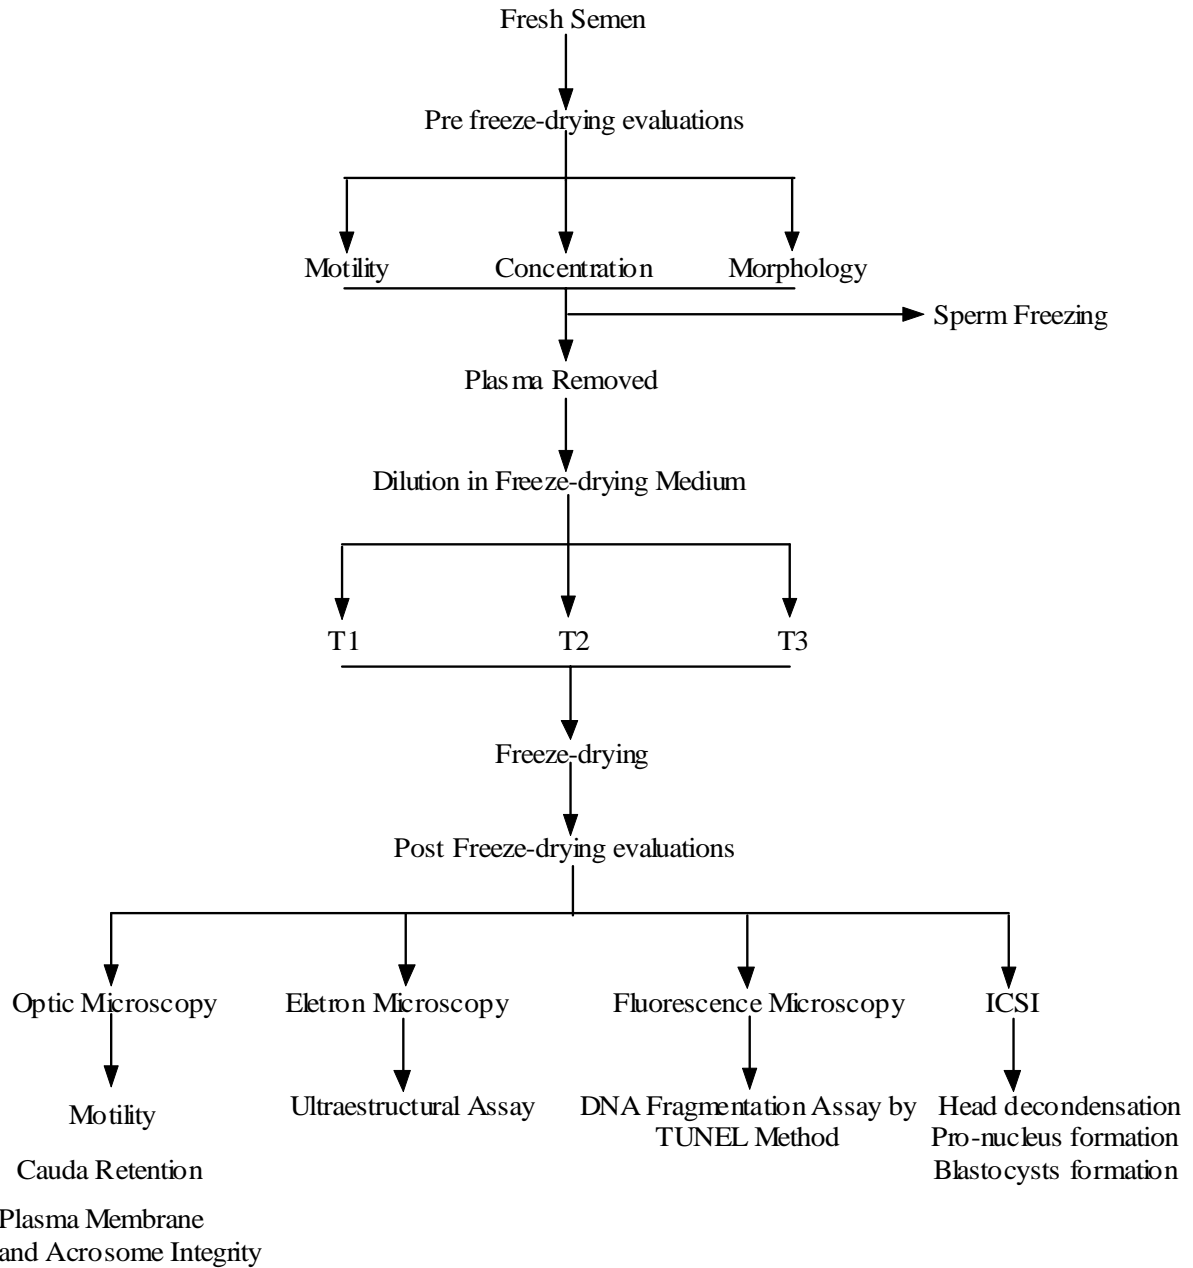 Fresh Semen
Pre freeze-drying evaluations
Motility Concentration Morphology
Sperm Freezing
Plasma Removed
Dilution in Freeze-drying Medium
T1 T2 T3
Freeze-drying
Post Freeze-drying evaluations
Optic Microscopy Eletron Microscopy Fluorescence Microscopy ICSI
Motility
Cauda Retention
Plasma Membrane
and Acrosome Integrity
Ultraestructural Assay
DNA Fragmentation Assay by
TUNEL Method
Head decondensation
Pro-nucleus formation
Blastocysts formation